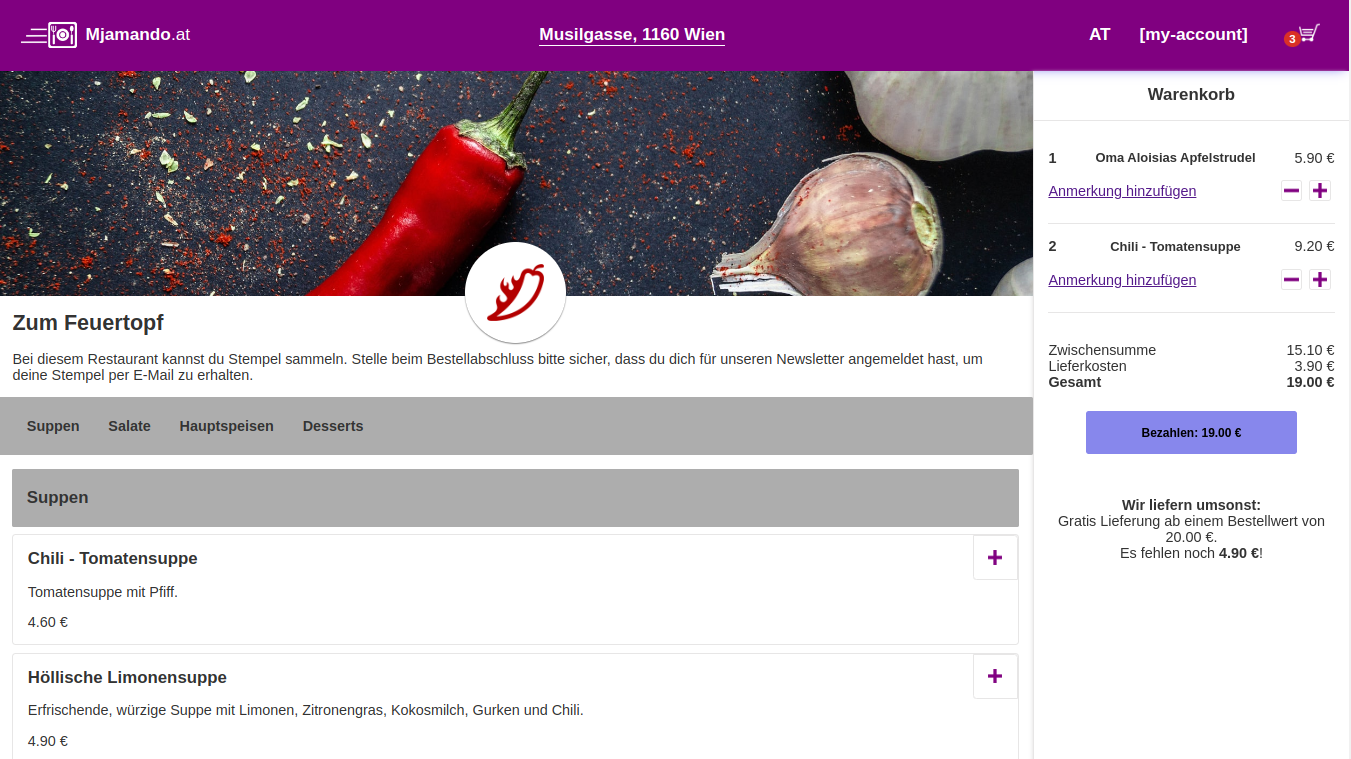 Mjamando.at
Musilgasse, 1160 Wien
AT
[my-account]
3
Warenkorb
1 Oma Aloisias Apfelstrudel 5.90 €
Anmerkung hinzufügen
2 Chili - Tomatensuppe 9.20 €
Anmerkung hinzufügen
Zwischensumme 15.10 €
Lieferkosten 3.90 €
Gesamt 19.00 €
Bezahlen: 19.00 €
Wir liefern umsonst:
Gratis Lieferung ab einem Bestellwert von
20.00 €.
Es fehlen noch 4.90 €!
Zum Feuertopf
Bei diesem Restaurant kannst du Stempel sammeln. Stelle beim Bestellabschluss bitte sicher, dass du dich für unseren Newsletter angemeldet hast, um
deine Stempel per E-Mail zu erhalten.
Suppen Salate Hauptspeisen Desserts
Suppen
Chili - Tomatensuppe
Tomatensuppe mit Pfiff.
4.60 €
Höllische Limonensuppe
Erfrischende, würzige Suppe mit Limonen, Zitronengras, Kokosmilch, Gurken und Chili.
4.90 €